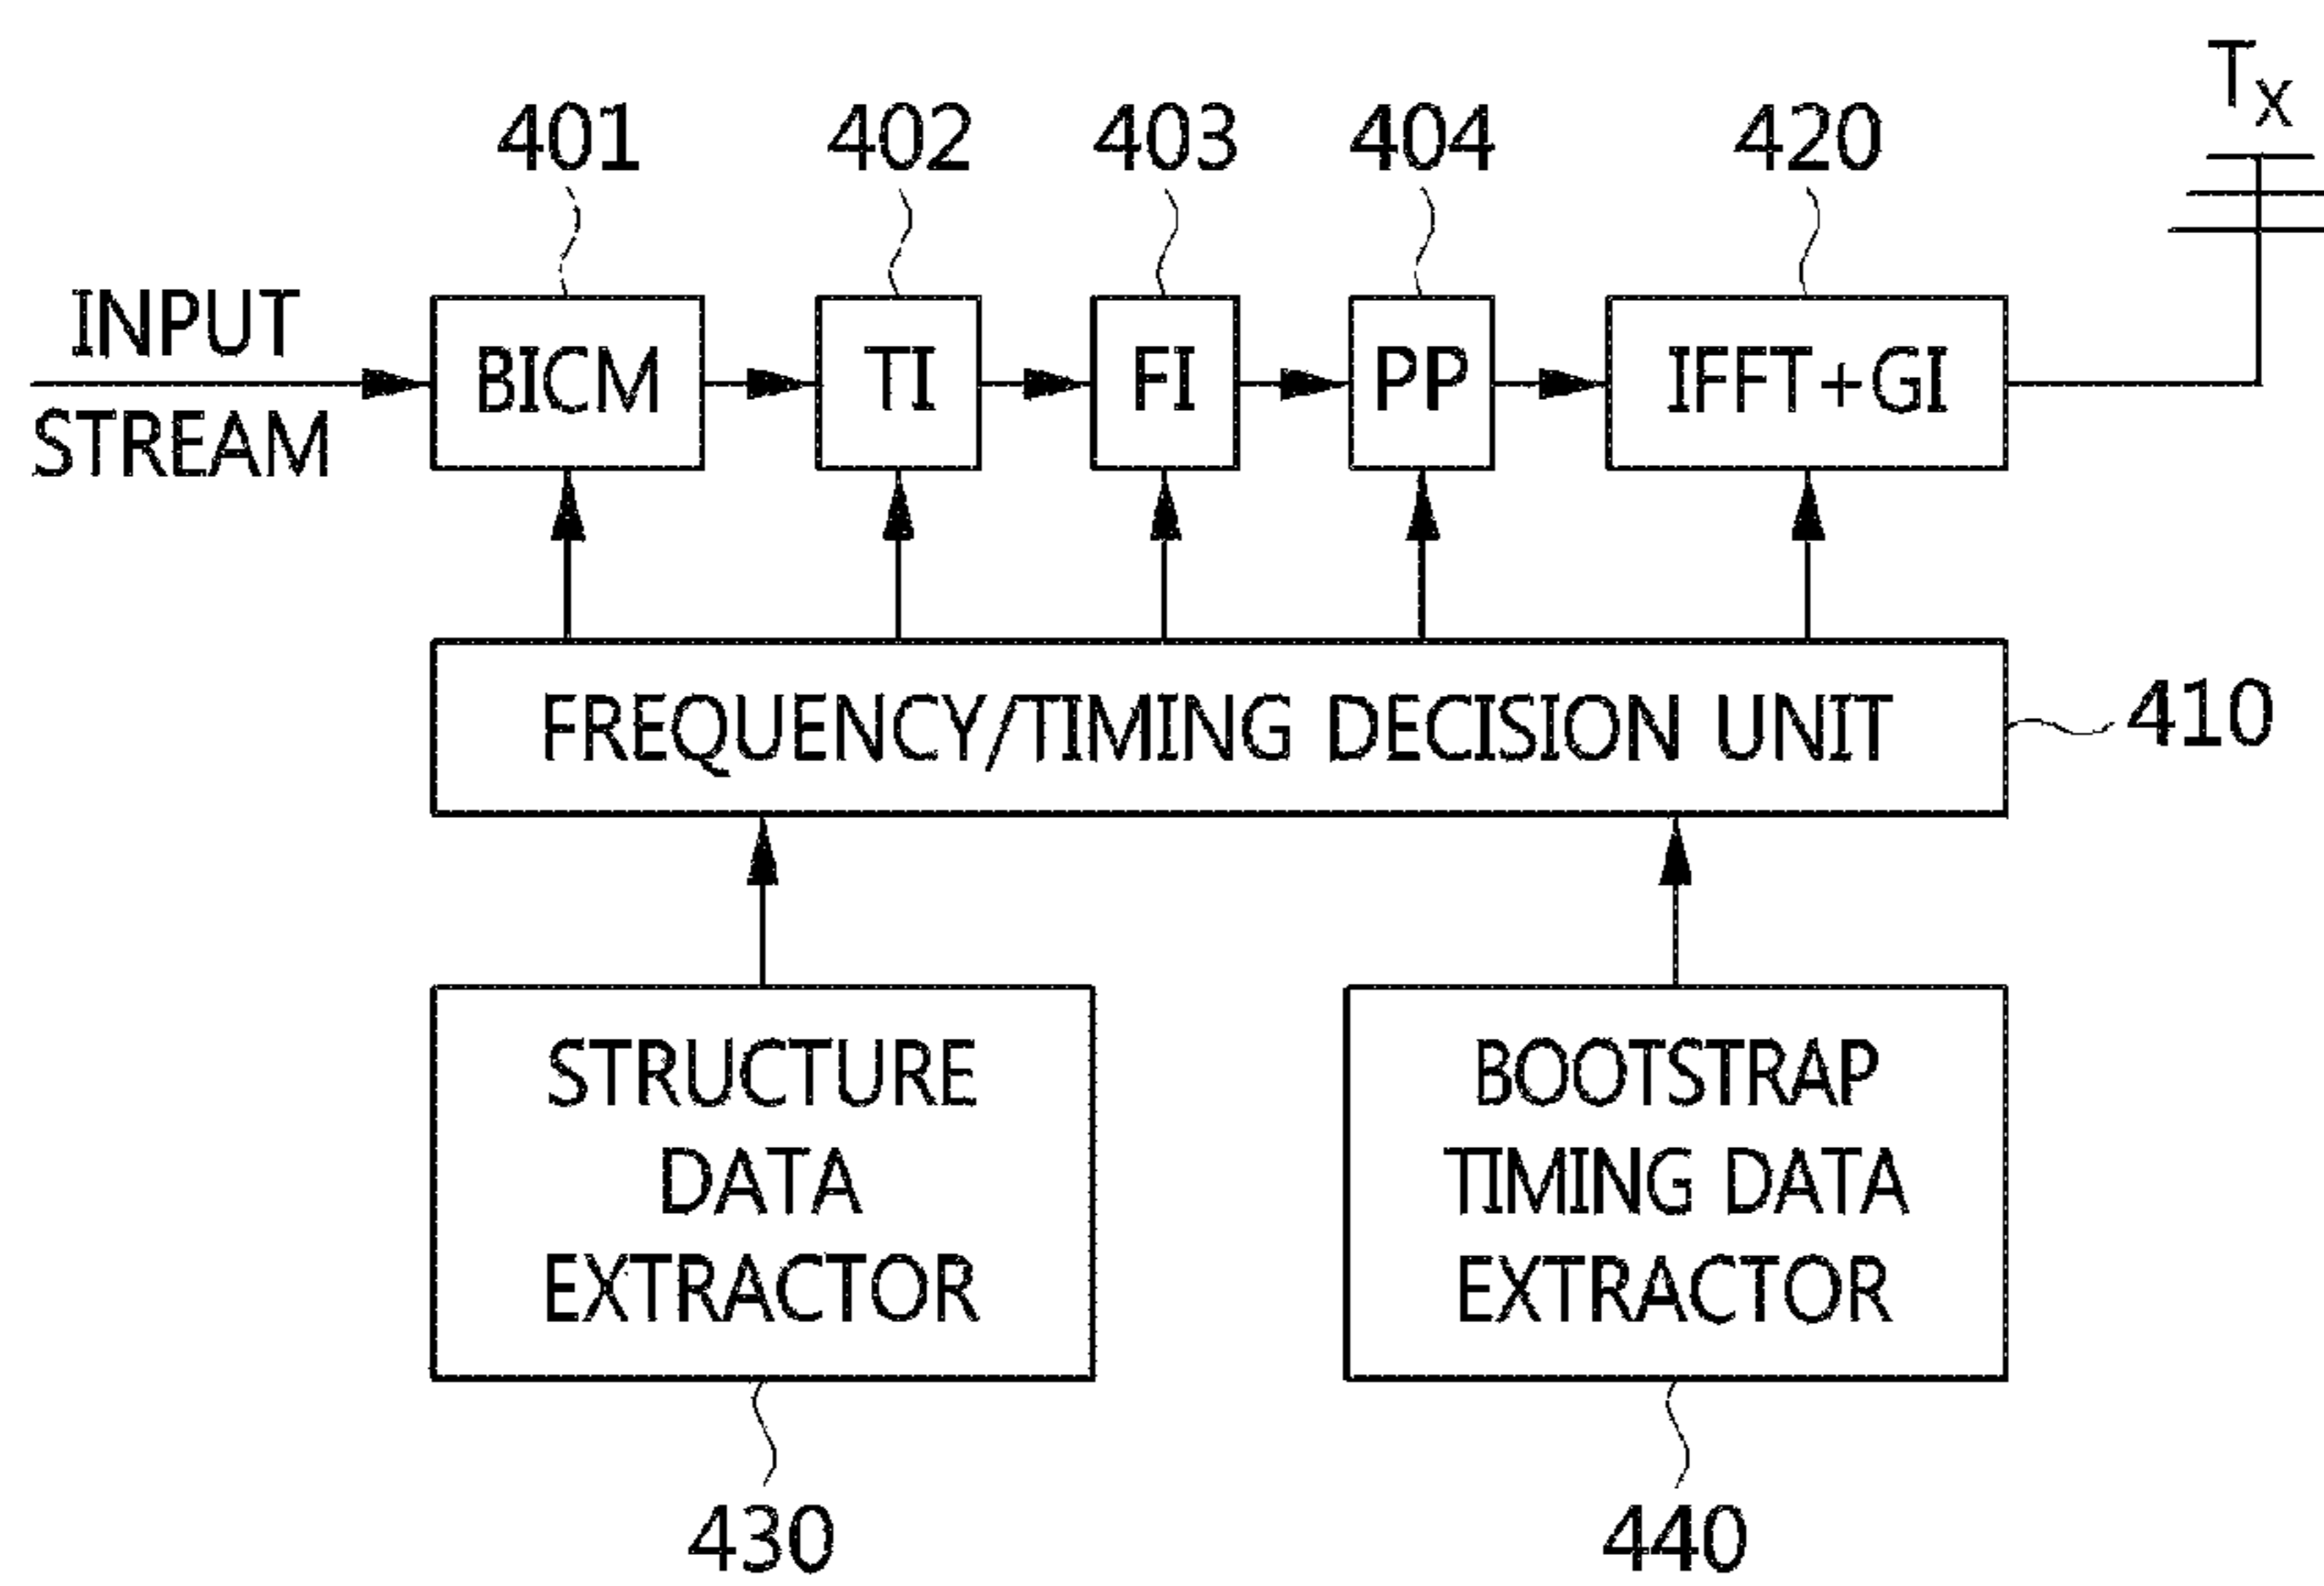 Tx
401 402 403 404 420
INPUT
STREAM
BICM TI FI PP IFFT+GI
FREQUENCY/TIMING DECISION UNIT 410
STRUCTURE
DATA
EXTRACTOR
430
BOOTSTRAP
TIMING DATA
EXTRACTOR
440